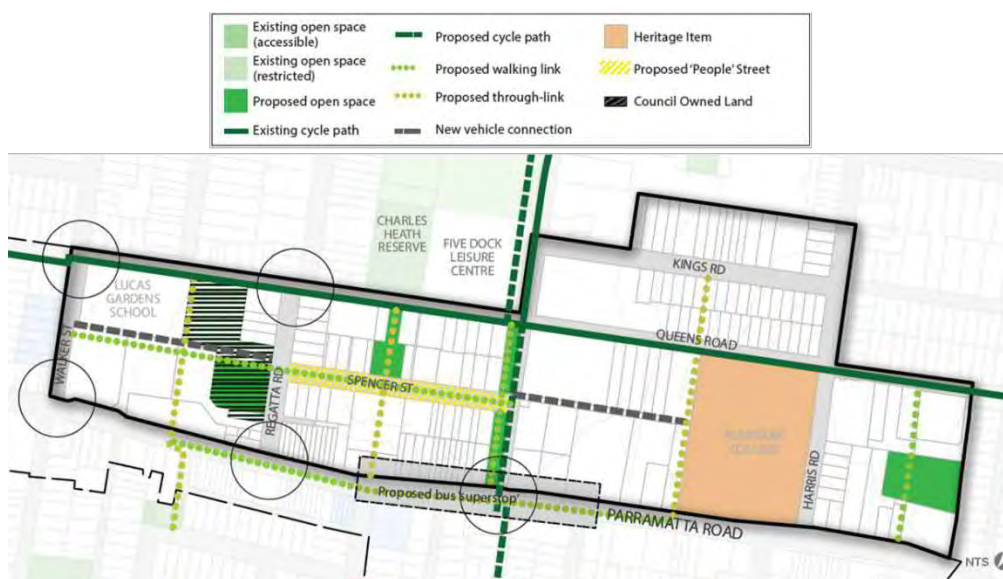 Existing open space
(accessible)
Existing open space
(restricted)
Proposed open space
Existing cycle path
Proposed cycle path
Proposed walking link
Proposed through-link
New vehicle connection
Heritage Item
Proposed 'People' Street
Council Owned Land
CHARLES
HEATH
RESERVE
FIVE DOCK
LEISURE
CENTRE
LUCAS
GARDENS
SCHOOL
KINGS RD
QUEENS ROAD
WALKER ST
REGATTA RD
SPENCER ST
HARRIS RD
Proposed bus 'Superstop'
PARRAMATTA ROAD
NTS